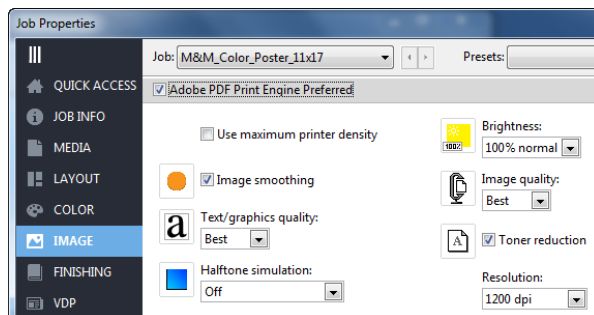 Job Properties
Job: M&M_Color_Poster_11x17 Presets:
QUICK ACCESS
Adobe PDF Print Engine Preferred
JOB INFO
MEDIA
LAYOUT
COLOR
IMAGE
FINISHING
VDP
Use maximum printer density
Brightness:
100%
100% normal
Image smoothing
Image quality:
Best
a
Text/graphics quality:
Best
A
Toner reduction
Halftone simulation:
Off
Resolution:
1200 dpi